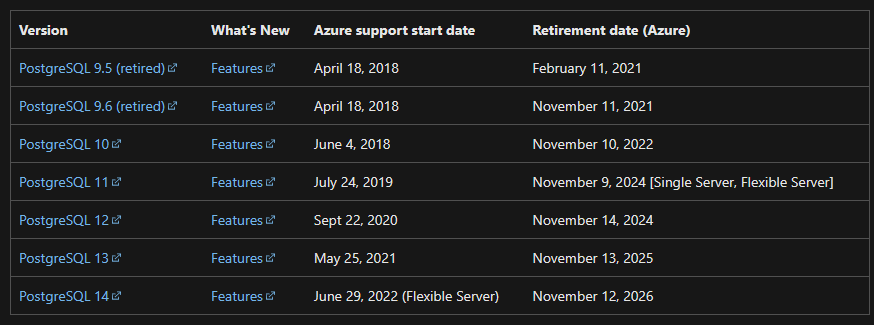 Version What's New Azure support start date Retirement date (Azure)
PostgreSQL 9.5 (retired) Features April 18, 2018 February 11, 2021
PostgreSQL 9.6 (retired) Features April 18, 2018 November 11, 2021
PostgreSQL 10 Features June 4, 2018 November 10, 2022
PostgreSQL 11 Features July 24, 2019 November 9, 2024 [Single Server, Flexible Server]
PostgreSQL 12 Features Sept 22, 2020 November 14, 2024
PostgreSQL 13 Features May 25, 2021 November 13, 2025
PostgreSQL 14 Features June 29, 2022 (Flexible Server) November 12, 2026